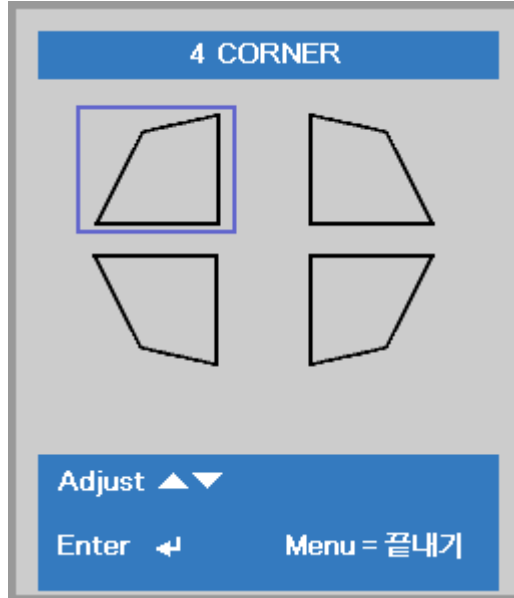 4 CORNER
Adjust ▲▼
Enter ↵ Menu = 끝내기